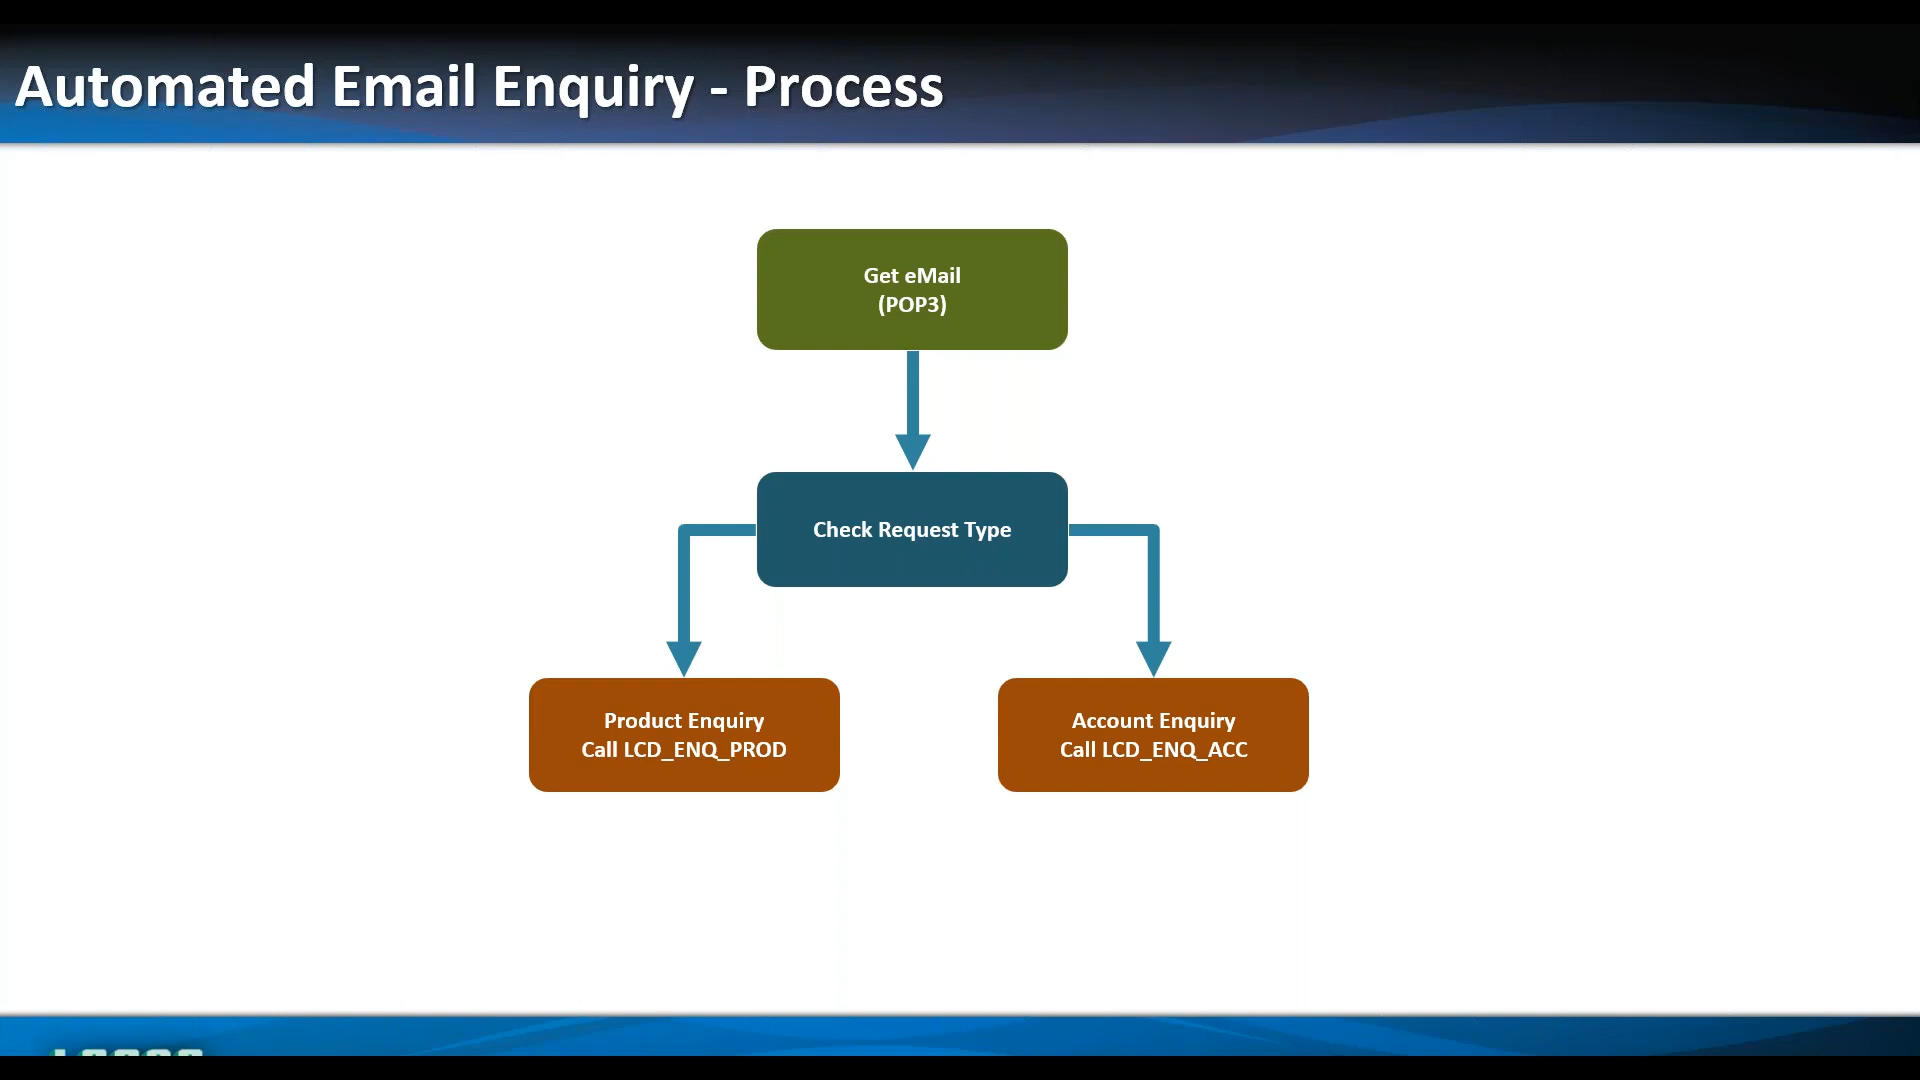 Automated Email Enquiry - Process
Get eMail
(POP3)
Check Request Type
Product Enquiry
Call LCD_ENQ_PROD
Account Enquiry
Call LCD_ENQ_ACC